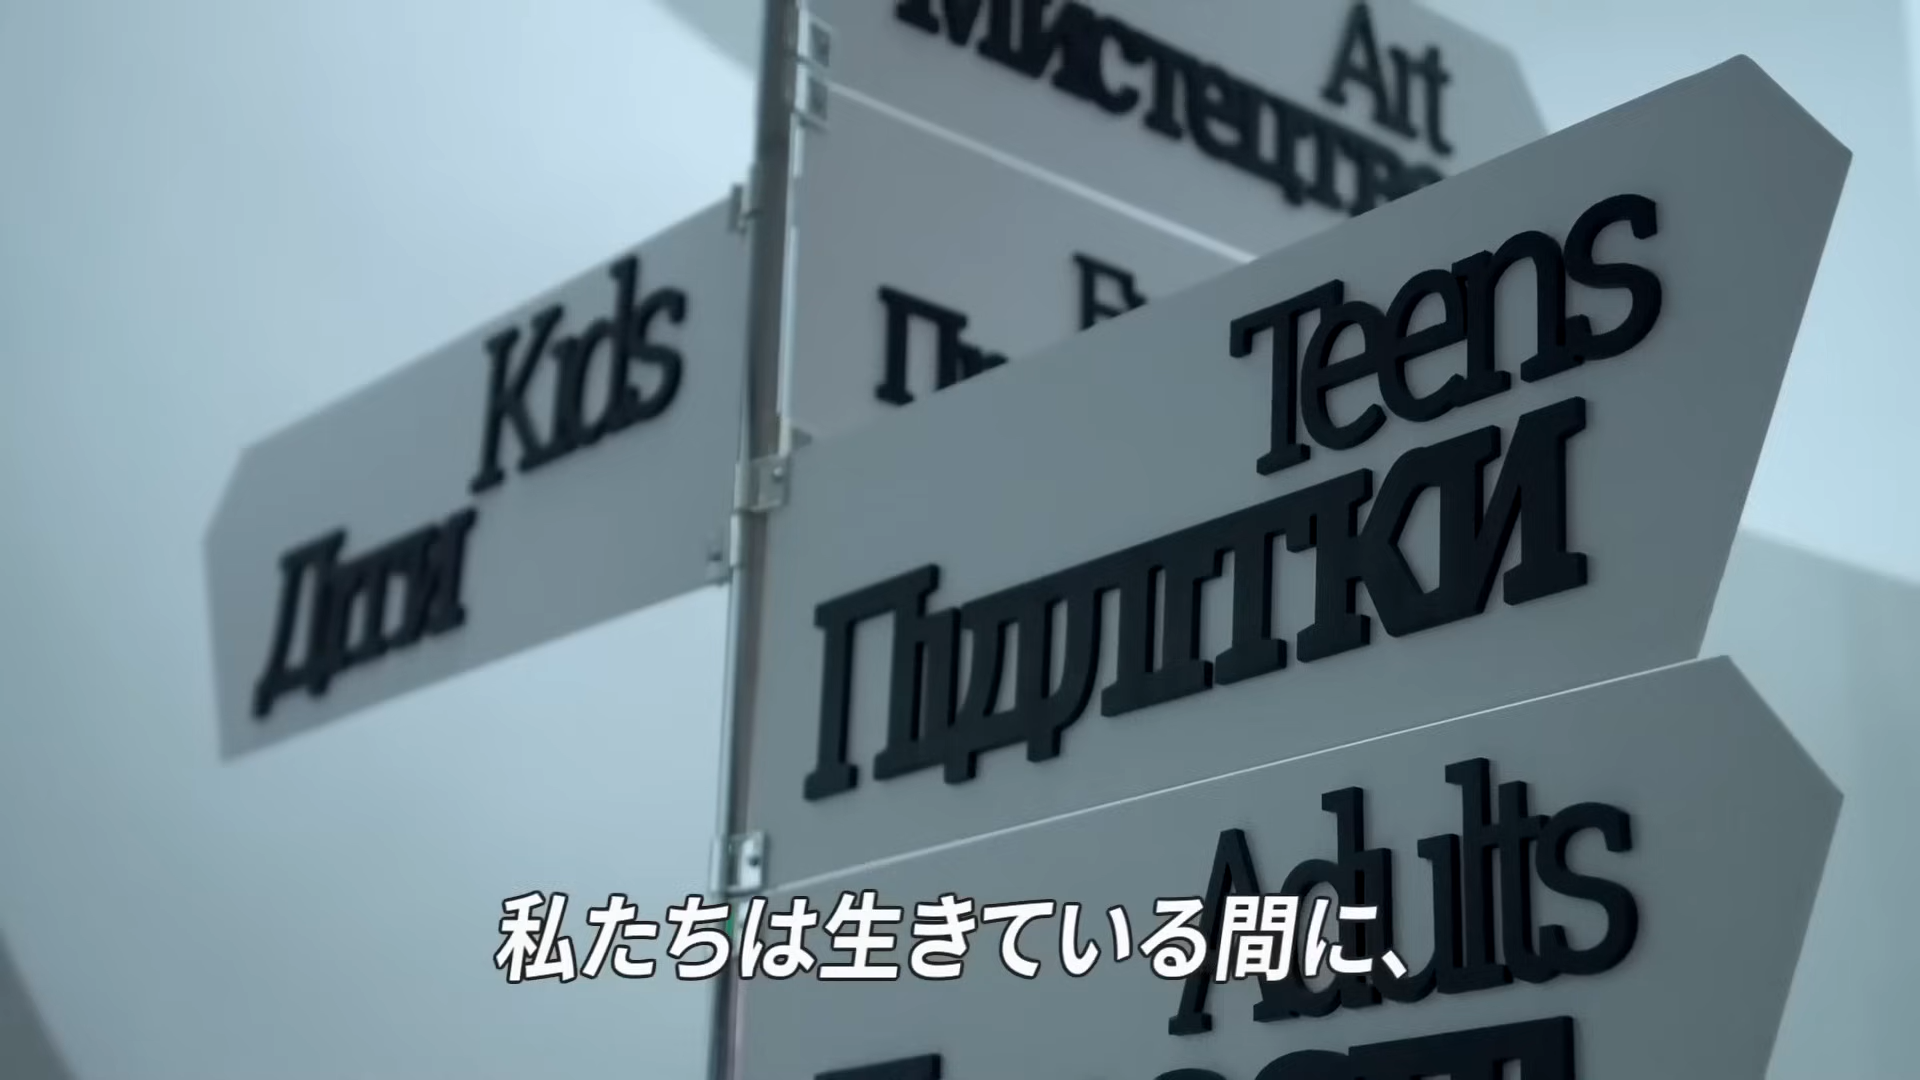 Art
Мистецтво
Kids
Діти
Teens
Підлітки
Adults
私たちは生きている間に、